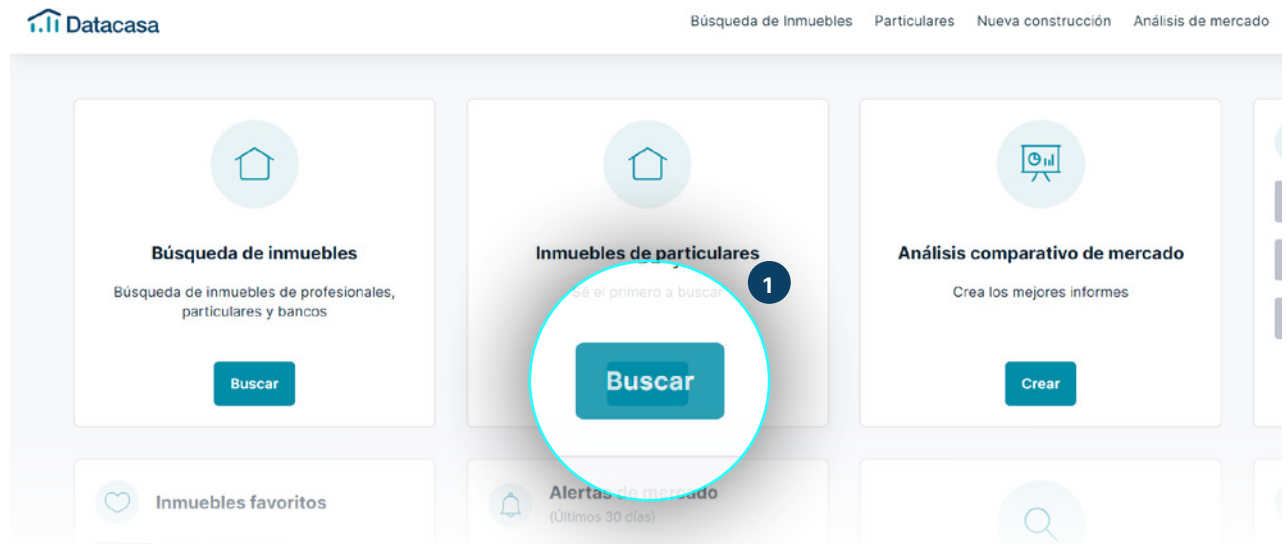 Datacasa
Búsqueda de Inmuebles Particulares Nueva construcción Análisis de mercado
Búsqueda de inmuebles
Búsqueda de inmuebles de profesionales,
particulares y bancos
Buscar
Inmuebles de particulares
Sé el primero a buscar
1
Buscar
Análisis comparativo de mercado
Crea los mejores informes
Crear
Inmuebles favoritos
Alertas de mercado
(Últimos 30 días)